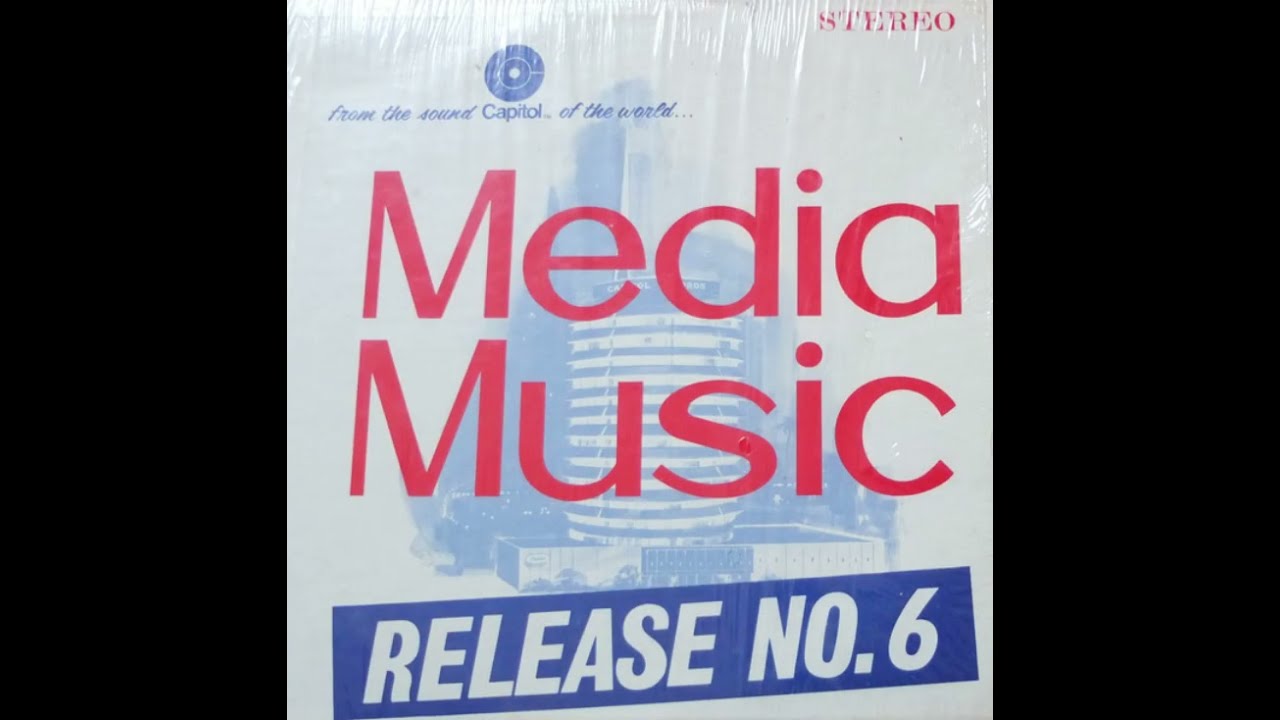 STEREO
from the sound Capitol of the world...
Media
Music
RELEASE NO. 6